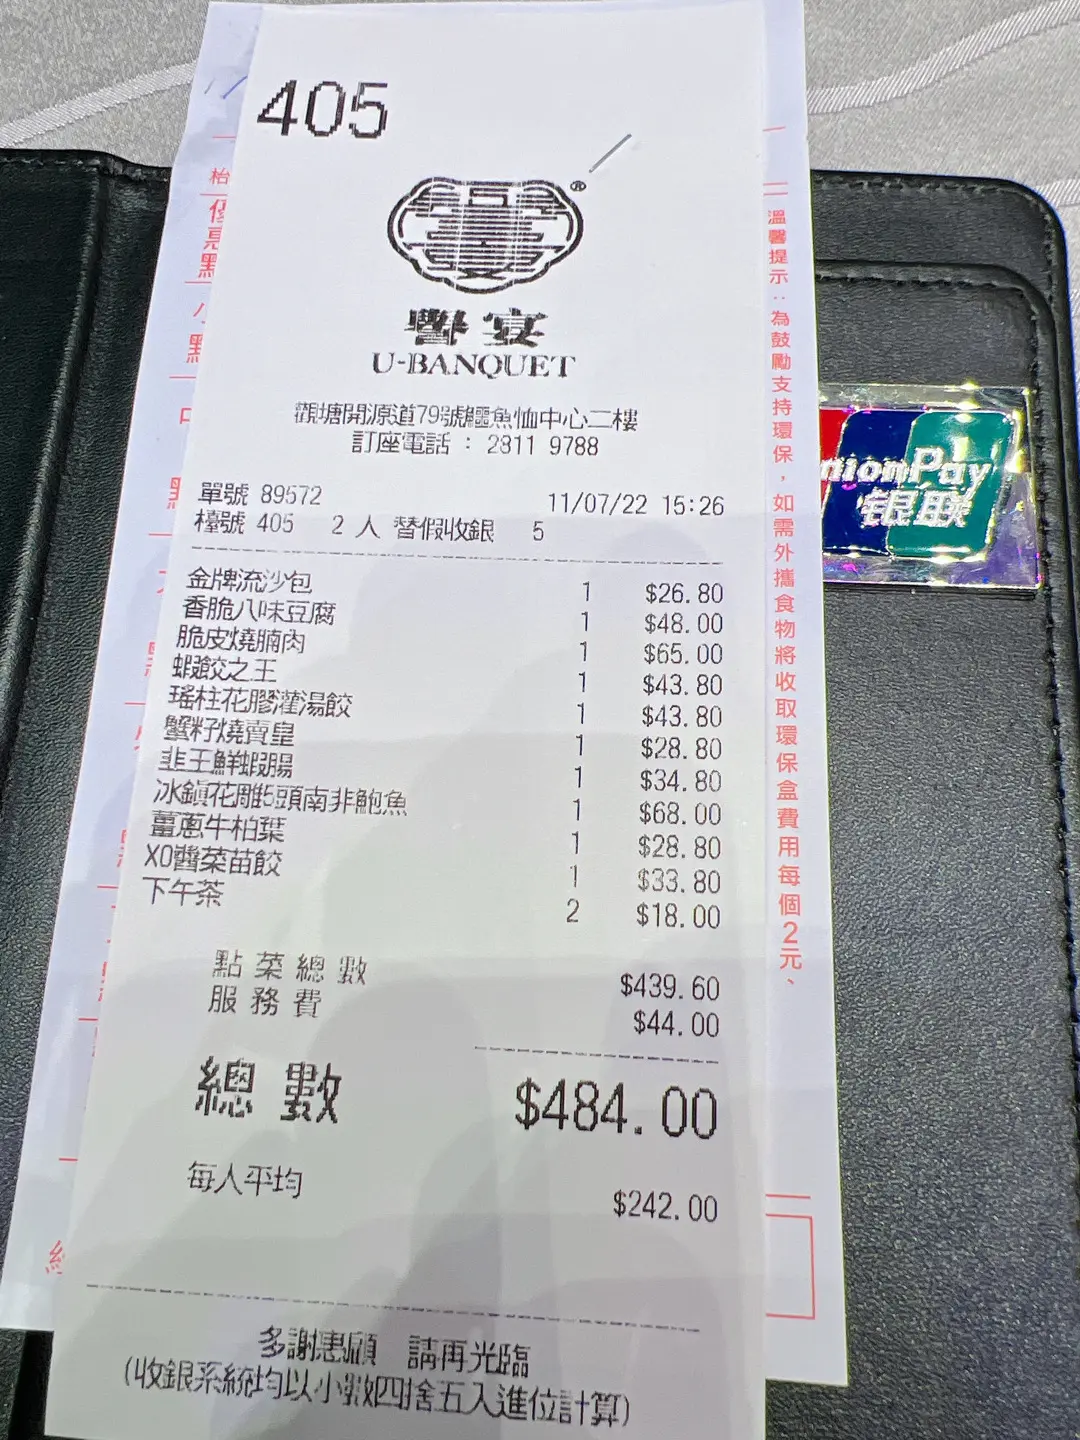 405
®
譽宴
U-BANQUET
觀塘開源道79號鱷魚恤中心二樓
訂座電話 : 2811 9788
單號 89572 11/07/22 15:26
檯號 405 2 人 替假收銀 5
金牌流沙包 1 $26.80
香脆八味豆腐 1 $48.00
脆皮燒腩肉 1 $65.00
蝦餃之王 1 $43.80
瑤柱花膠灌湯餃 1 $43.80
蟹籽燒賣皇 1 $28.80
韭王鮮蝦腸 1 $34.80
冰鎮花雕5頭南非鮑魚 1 $68.00
薑蔥牛柏葉 1 $28.80
XO醬菜苗餃 1 $33.80
下午茶 2 $18.00
點菜總數 $439.60
服務費 $44.00
總數 $484.00
每人平均 $242.00
多謝惠顧 請再光臨
(收銀系統均以小數四捨五入進位計算)
溫馨提示：為鼓勵支持環保，如需外攜食物將收取環保盒費用每個2元、
nionPay
银联